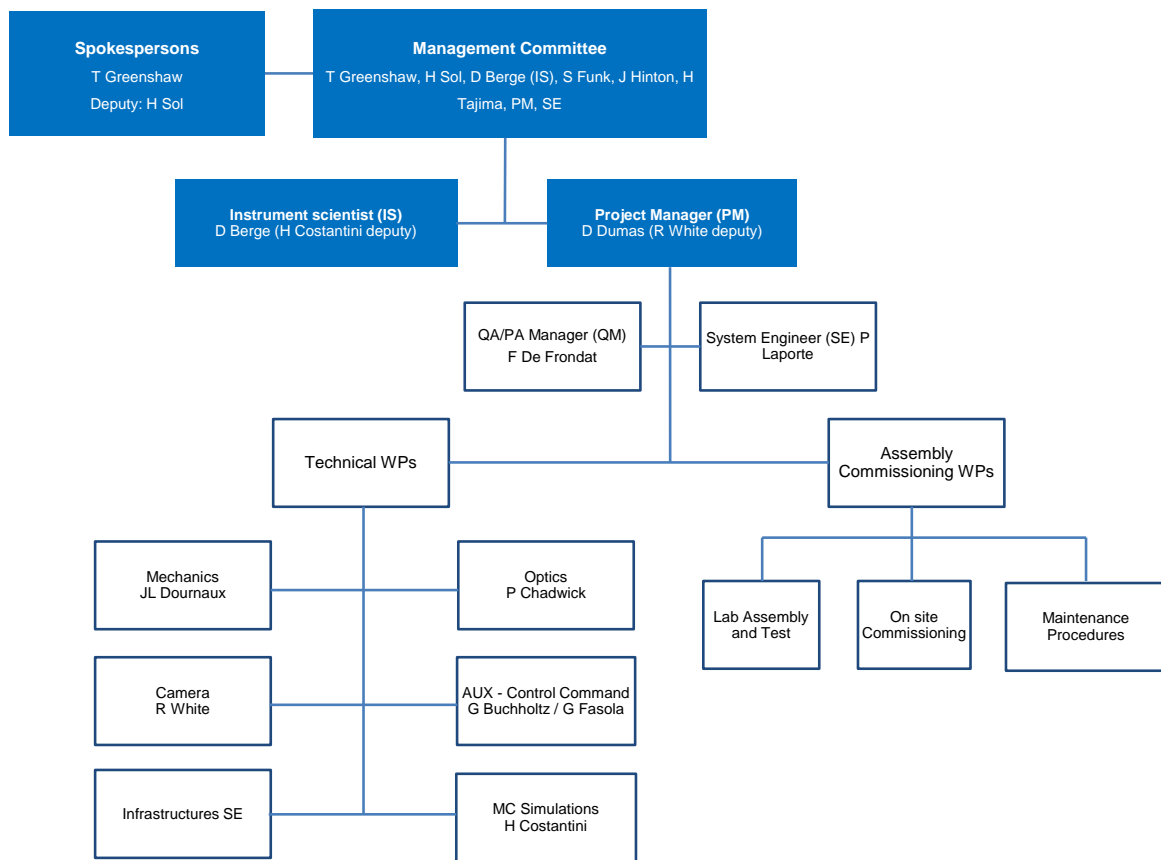 Spokespersons
T Greenshaw
Deputy: H Sol
Management Committee
T Greenshaw, H Sol, D Berge (IS), S Funk, J Hinton, H
Tajima, PM, SE
Instrument scientist (IS)
D Berge (H Costantini deputy)
Project Manager (PM)
D Dumas (R White deputy)
QA/PA Manager (QM)
F De Frondat
System Engineer (SE) P
Laporte
Technical WPs
Assembly
Commissioning WPs
Mechanics
JL Dournaux
Optics
P Chadwick
Lab Assembly
and Test
On site
Commissioning
Maintenance
Procedures
Camera
R White
AUX - Control Command
G Buchholtz / G Fasola
Infrastructures SE
MC Simulations
H Costantini